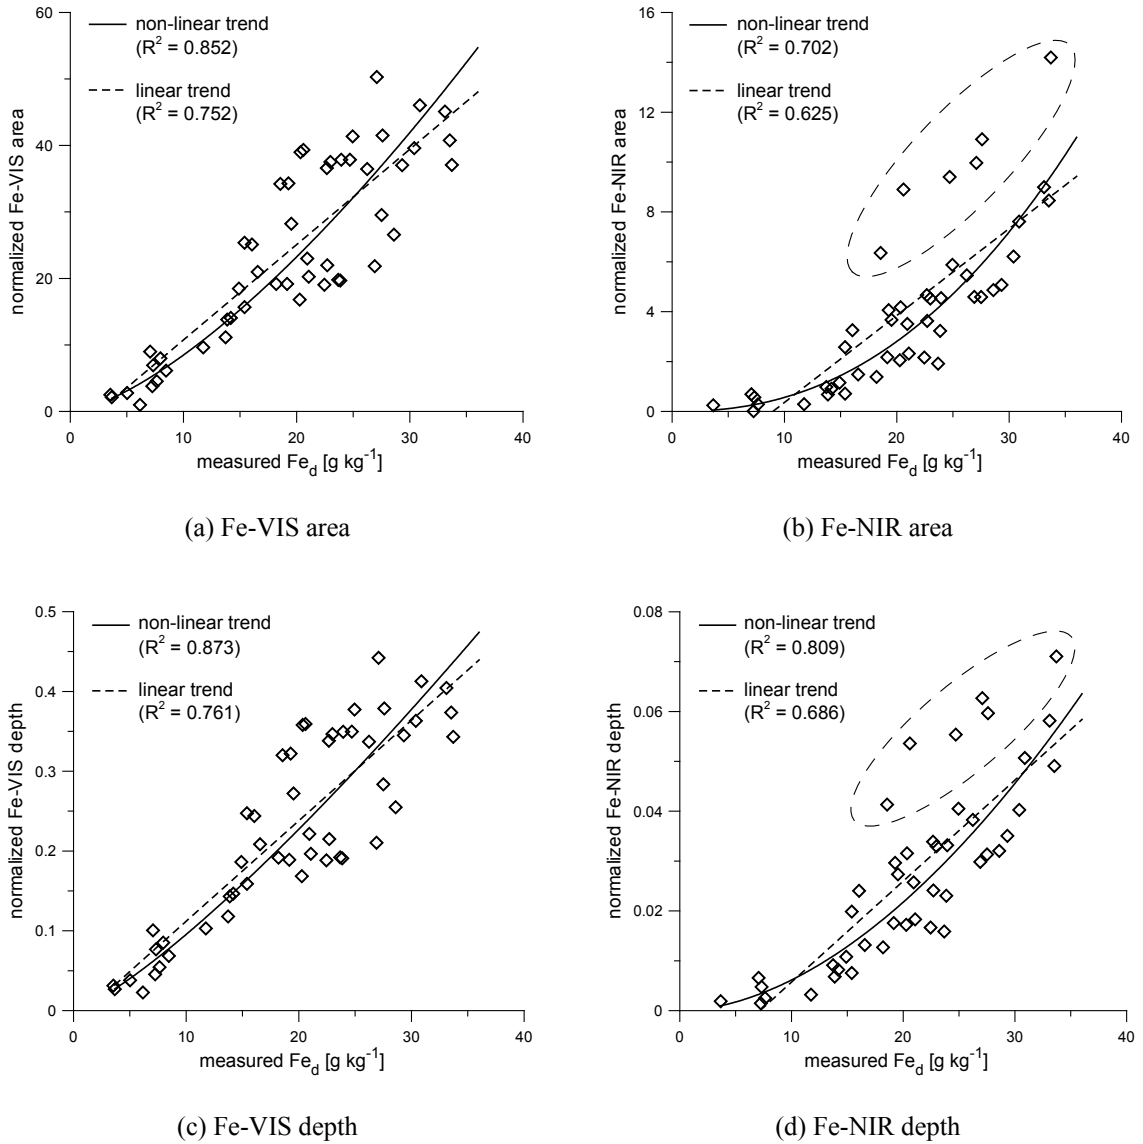 60
40
20
0
normalized Fe-VIS area
non-linear trend
(R² = 0.852)
linear trend
(R² = 0.752)
0 10 20 30 40
measured Fe_d [g kg⁻¹]
(a) Fe-VIS area
16
12
8
4
0
normalized Fe-NIR area
non-linear trend
(R² = 0.702)
linear trend
(R² = 0.625)
0 10 20 30 40
measured Fe_d [g kg⁻¹]
(b) Fe-NIR area
0.5
0.4
0.3
0.2
0.1
0
normalized Fe-VIS depth
non-linear trend
(R² = 0.873)
linear trend
(R² = 0.761)
0 10 20 30 40
measured Fe_d [g kg⁻¹]
(c) Fe-VIS depth
0.08
0.06
0.04
0.02
0
normalized Fe-NIR depth
non-linear trend
(R² = 0.809)
linear trend
(R² = 0.686)
0 10 20 30 40
measured Fe_d [g kg⁻¹]
(d) Fe-NIR depth